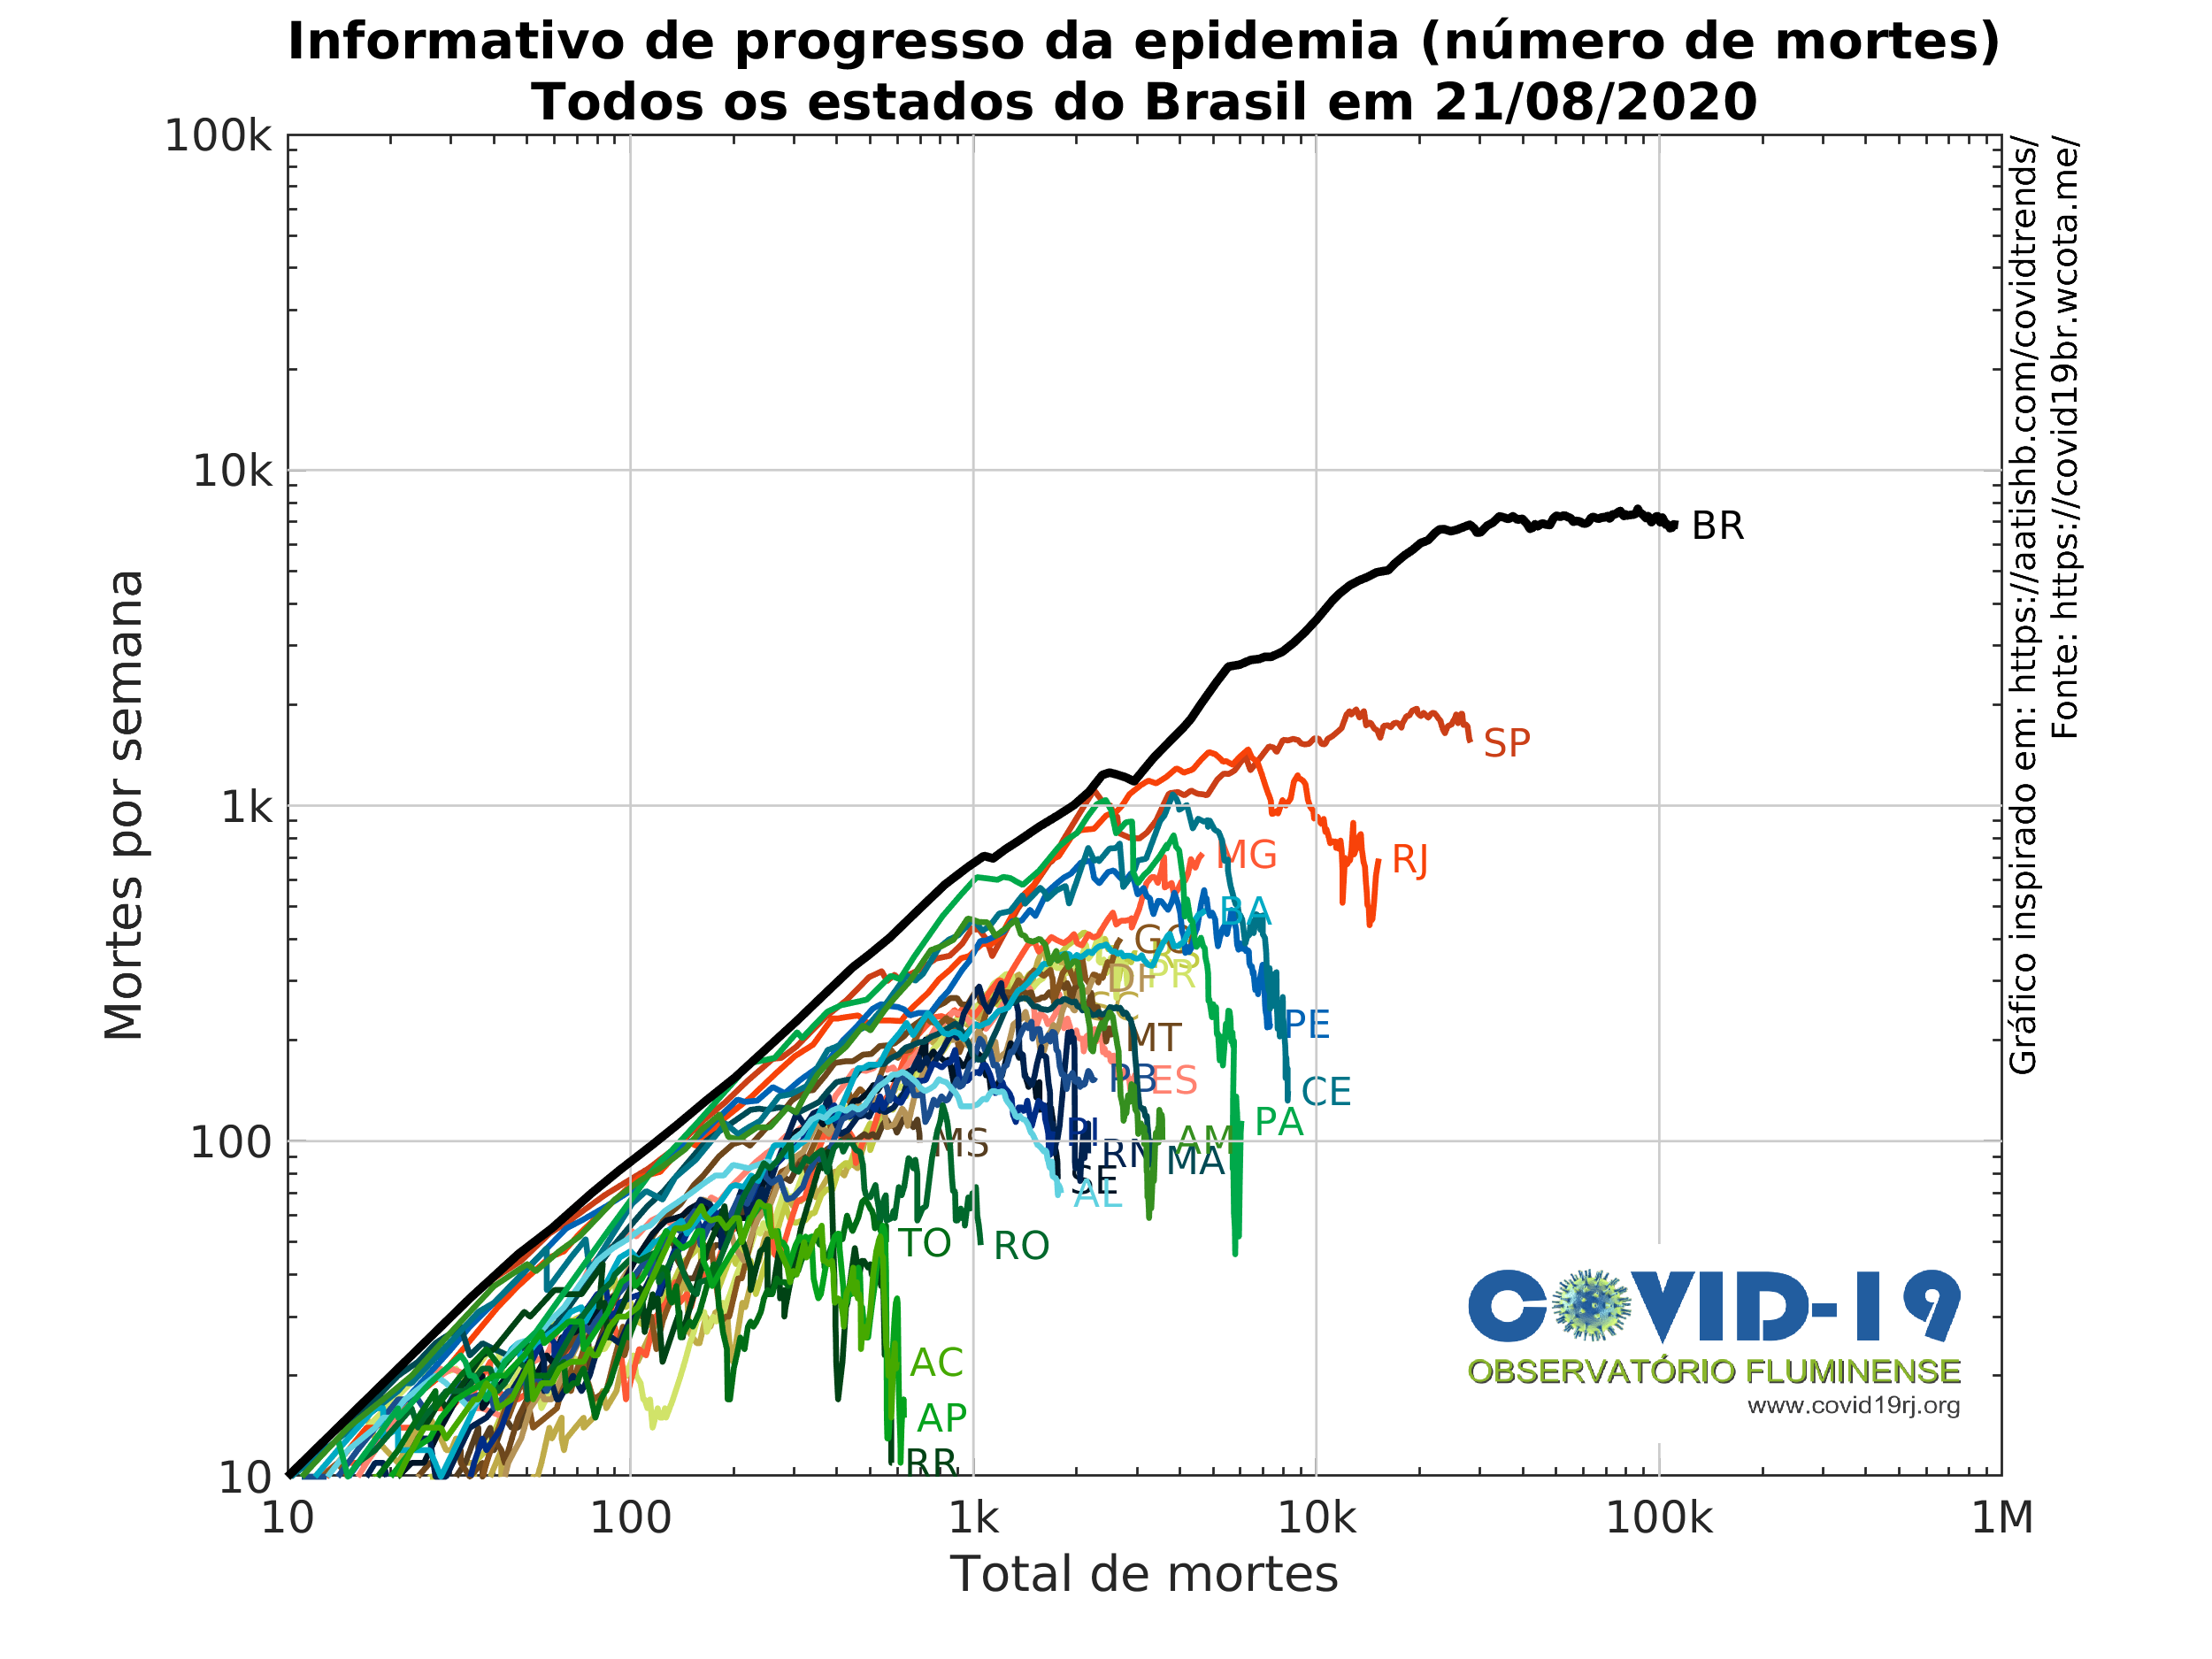 Informativo de progresso da epidemia (número de mortes)
Todos os estados do Brasil em 21/08/2020
100k
10k
1k
100
10
Mortes por semana
10
100
1k
10k
100k
1M
Total de mortes
Gráfico inspirado em: https://aatishb.com/covidtrends/
Fonte: https://covid19br.wcota.me/
BR
SP
MG
RJ
BA
GO
RS
DF
PR
SC
PE
MT
PB
ES
CE
PA
PI
AM
MS
RN
MA
SE
AL
TO
RO
AC
AP
RR
COVID-19
OBSERVATÓRIO FLUMINENSE
www.covid19rj.org